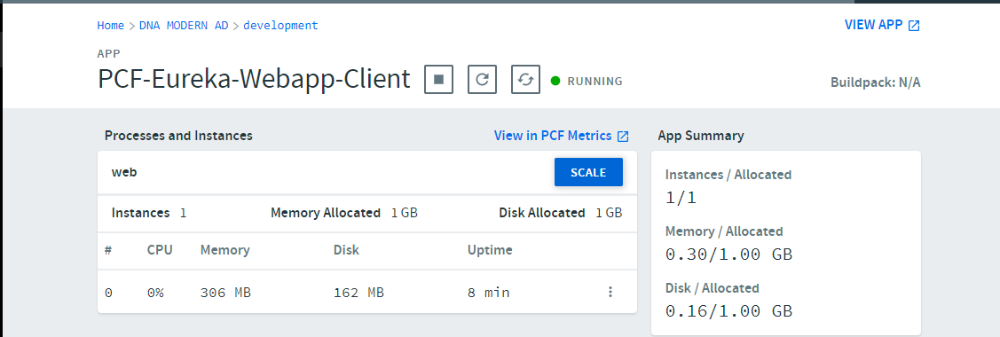 Home > DNA MODERN AD > development
VIEW APP
APP
PCF-Eureka-Webapp-Client
RUNNING
Buildpack: N/A
Processes and Instances
View in PCF Metrics
web
SCALE
Instances 1 Memory Allocated 1 GB Disk Allocated 1 GB
# CPU Memory Disk Uptime
0 0% 306 MB 162 MB 8 min
App Summary
Instances / Allocated
1/1
Memory / Allocated
0.30/1.00 GB
Disk / Allocated
0.16/1.00 GB